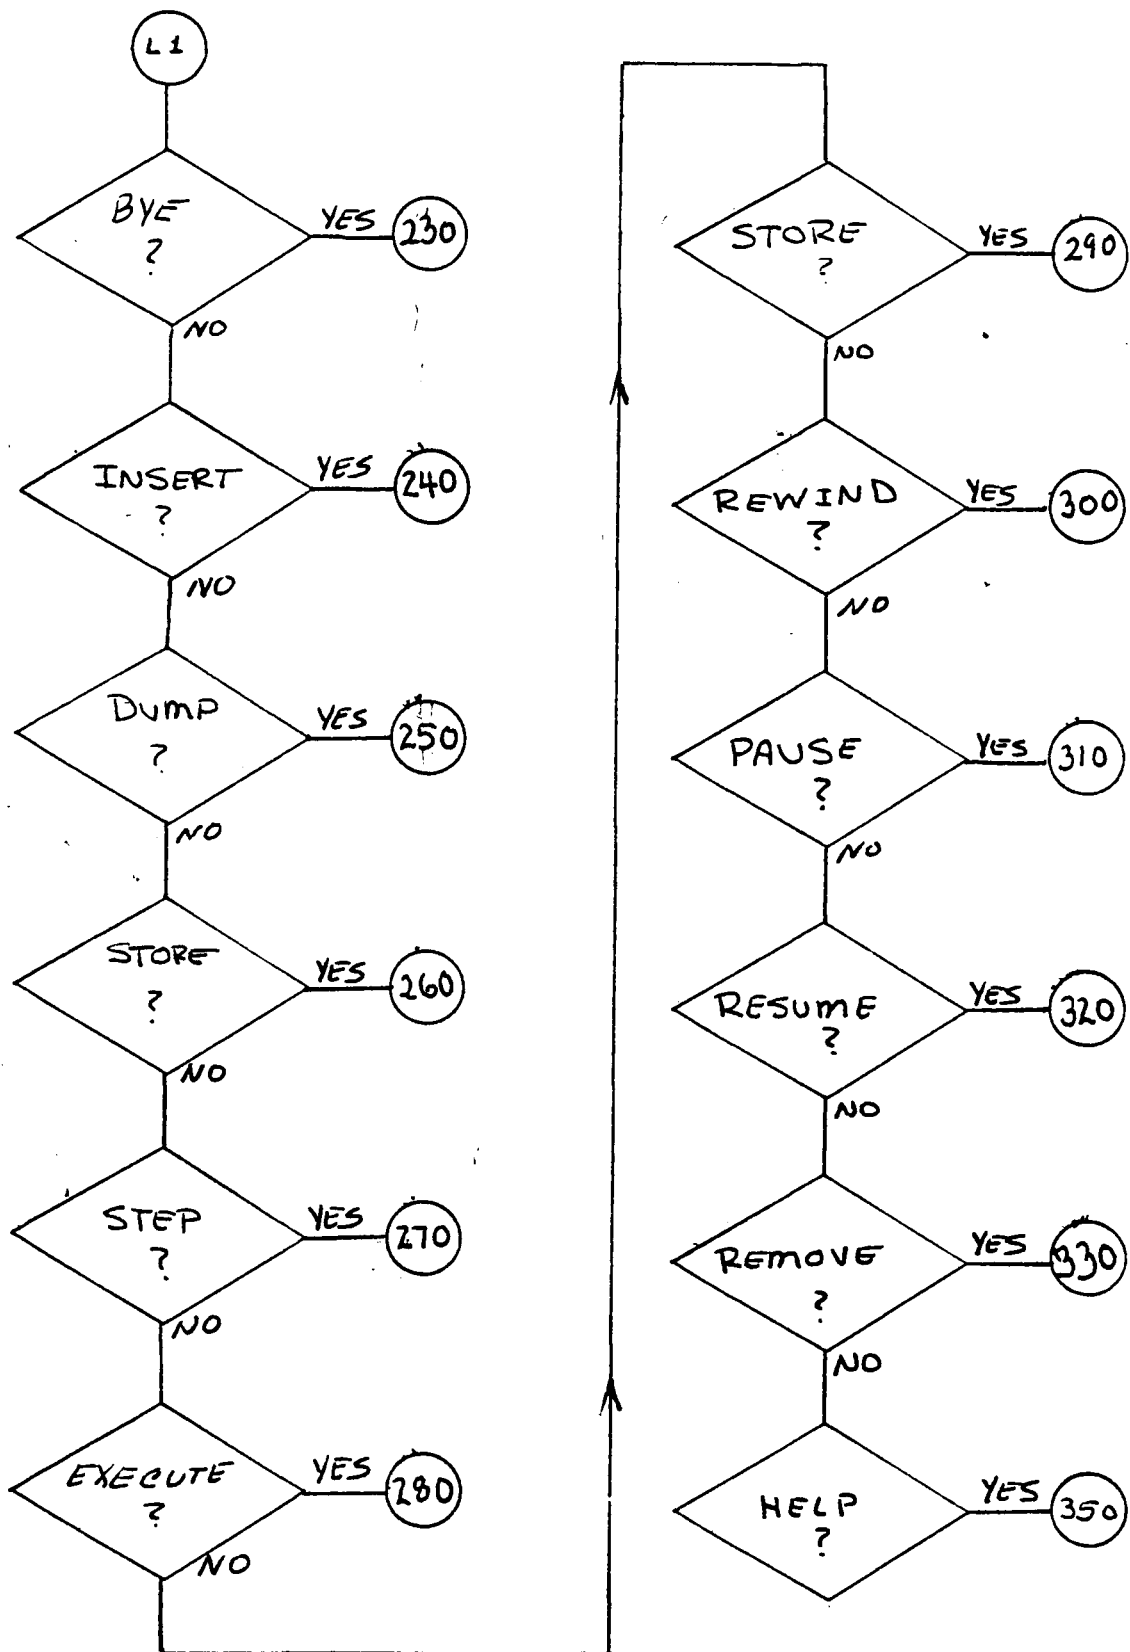 L1
BYE
?
YES
230
NO
INSERT
?
YES
240
NO
DUMP
?
YES
250
NO
STORE
?
YES
260
NO
STEP
?
YES
270
NO
EXECUTE
?
YES
280
NO
STORE
?
YES
290
NO
REWIND
?
YES
300
NO
PAUSE
?
YES
310
NO
RESUME
?
YES
320
NO
REMOVE
?
YES
330
NO
HELP
?
YES
350